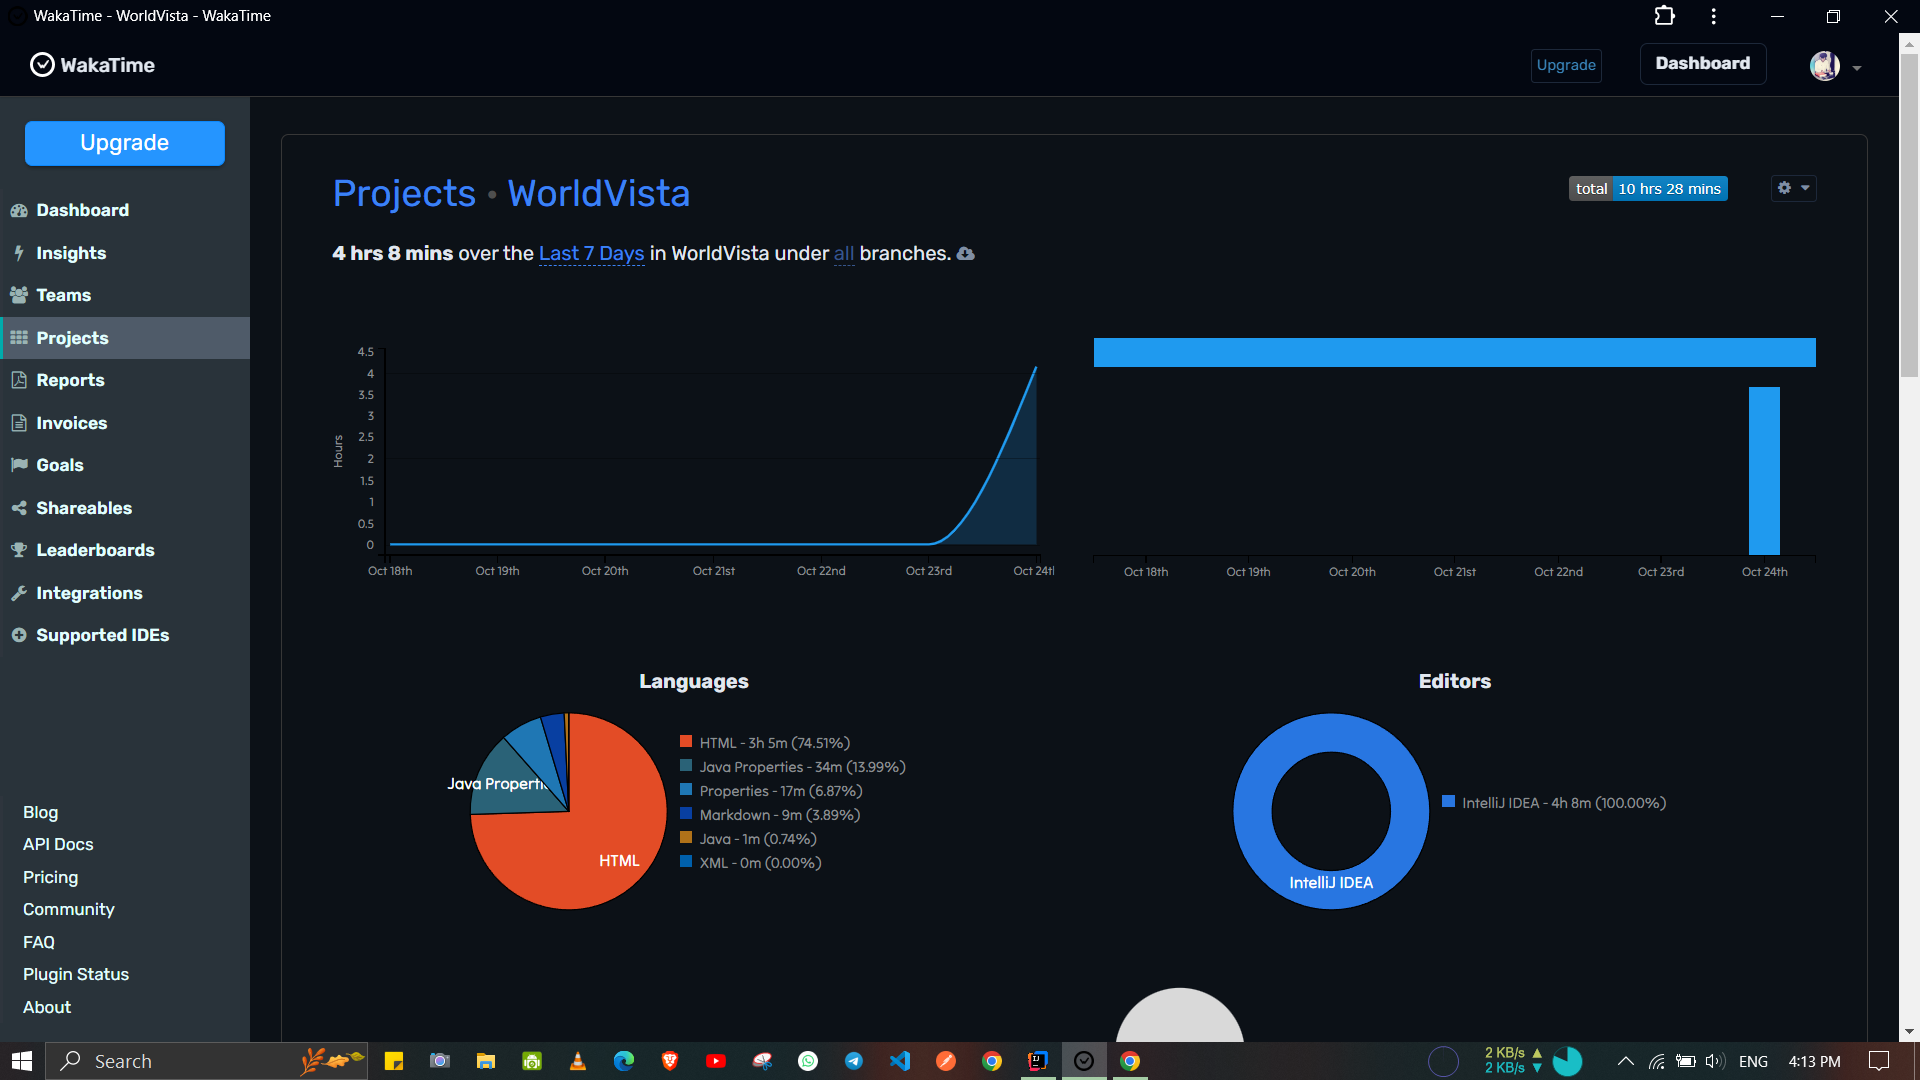 WakaTime - WorldVista - WakaTime
WakaTime
Upgrade
Dashboard
Upgrade
Dashboard
Insights
Teams
Projects
Reports
Invoices
Goals
Shareables
Leaderboards
Integrations
Supported IDEs
Blog
API Docs
Pricing
Community
FAQ
Plugin Status
About
Projects • WorldVista
total 10 hrs 28 mins
4 hrs 8 mins over the Last 7 Days in WorldVista under all branches.
Hours
4.5
4
3.5
3
2.5
2
1.5
1
0.5
0
Oct 18th Oct 19th Oct 20th Oct 21st Oct 22nd Oct 23rd Oct 24tl
Oct 18th Oct 19th Oct 20th Oct 21st Oct 22nd Oct 23rd Oct 24th
Languages
Java Properti
HTML
HTML - 3h 5m (74.51%)
Java Properties - 34m (13.99%)
Properties - 17m (6.87%)
Markdown - 9m (3.89%)
Java - 1m (0.74%)
XML - 0m (0.00%)
Editors
IntelliJ IDEA
IntelliJ IDEA - 4h 8m (100.00%)
Search
2 KB/s
2 KB/s
ENG
4:13 PM